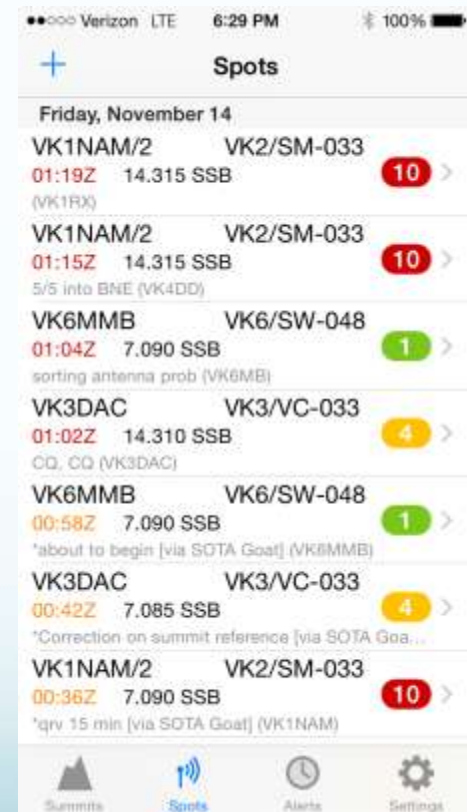 Verizon LTE 6:29 PM 100%
+ Spots
Friday, November 14
VK1NAM/2 VK2/SM-033
01:19Z 14.315 SSB 10
(VK1RX)
VK1NAM/2 VK2/SM-033
01:15Z 14.315 SSB 10
5/5 into BNE (VK4DD)
VK6MMB VK6/SW-048
01:04Z 7.090 SSB 1
sorting antenna prob (VK6MB)
VK3DAC VK3/VC-033
01:02Z 14.310 SSB 4
CQ, CQ (VK3DAC)
VK6MMB VK6/SW-048
00:58Z 7.090 SSB 1
*about to begin [via SOTA Goat] (VK6MMB)
VK3DAC VK3/VC-033
00:42Z 7.085 SSB 4
*Correction on summit reference [via SOTA Goa...
VK1NAM/2 VK2/SM-033
00:36Z 7.090 SSB 10
*qrv 15 min [via SOTA Goat] (VK1NAM)
Summits Spots Alerts Settings